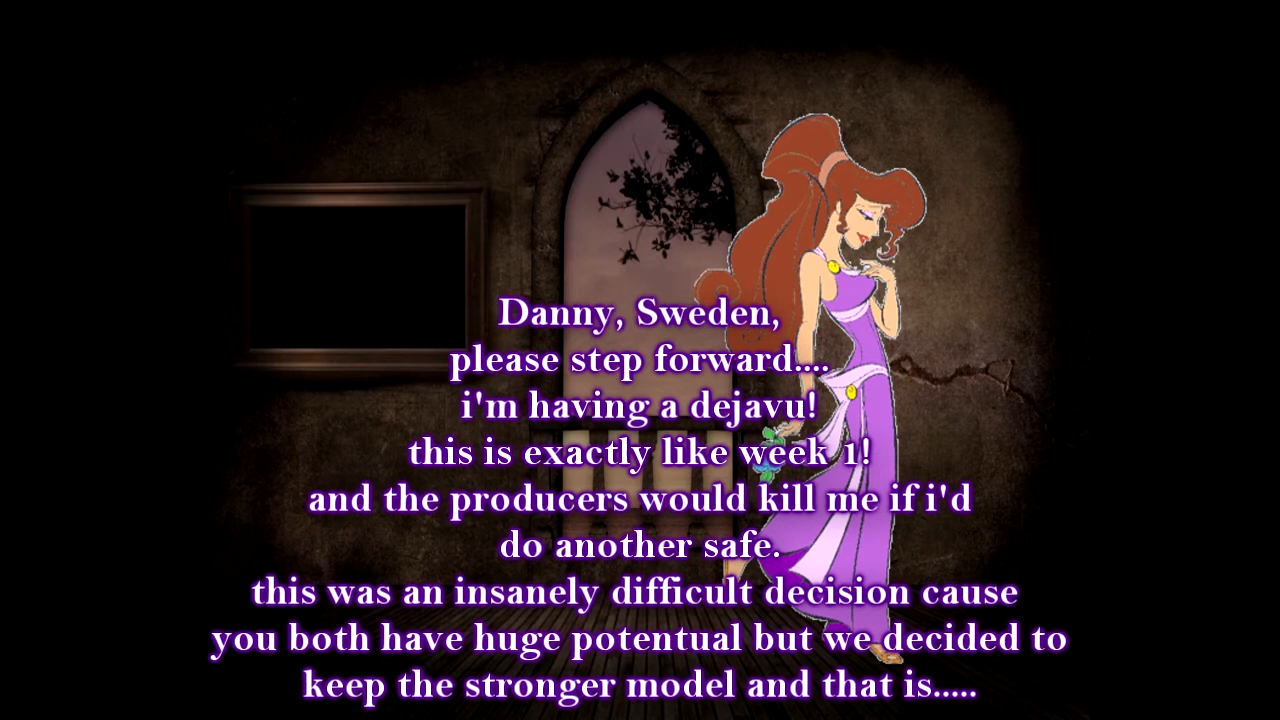 Danny, Sweden,
please step forward....
i'm having a dejavu!
this is exactly like week 1!
and the producers would kill me if i'd
do another safe.
this was an insanely difficult decision cause
you both have huge potentual but we decided to
keep the stronger model and that is.....